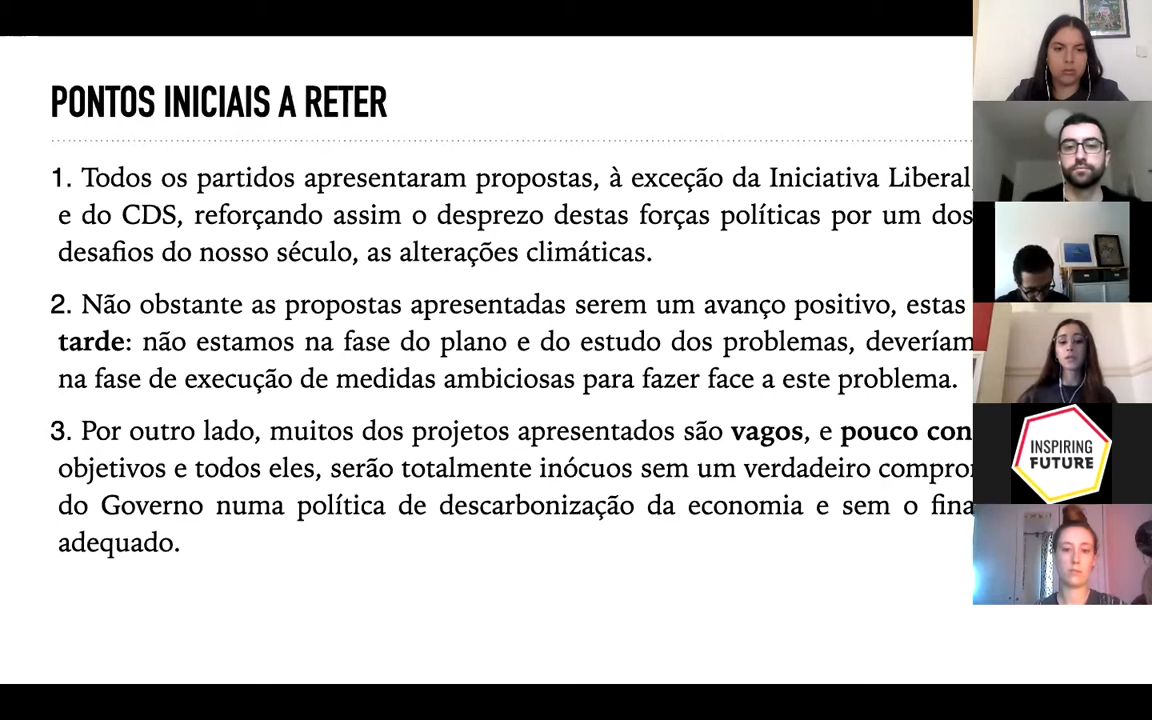 PONTOS INICIAIS A RETER
1. Todos os partidos apresentaram propostas, à exceção da Iniciativa Liberal,
e do CDS, reforçando assim o desprezo destas forças políticas por um dos
desafios do nosso século, as alterações climáticas.
2. Não obstante as propostas apresentadas serem um avanço positivo, estas
tarde: não estamos na fase do plano e do estudo dos problemas, deveríam
na fase de execução de medidas ambiciosas para fazer face a este problema.
3. Por outro lado, muitos dos projetos apresentados são vagos, e pouco con
objetivos e todos eles, serão totalmente inócuos sem um verdadeiro compro
do Governo numa política de descarbonização da economia e sem o fina
adequado.
INSPIRING
FUTURE